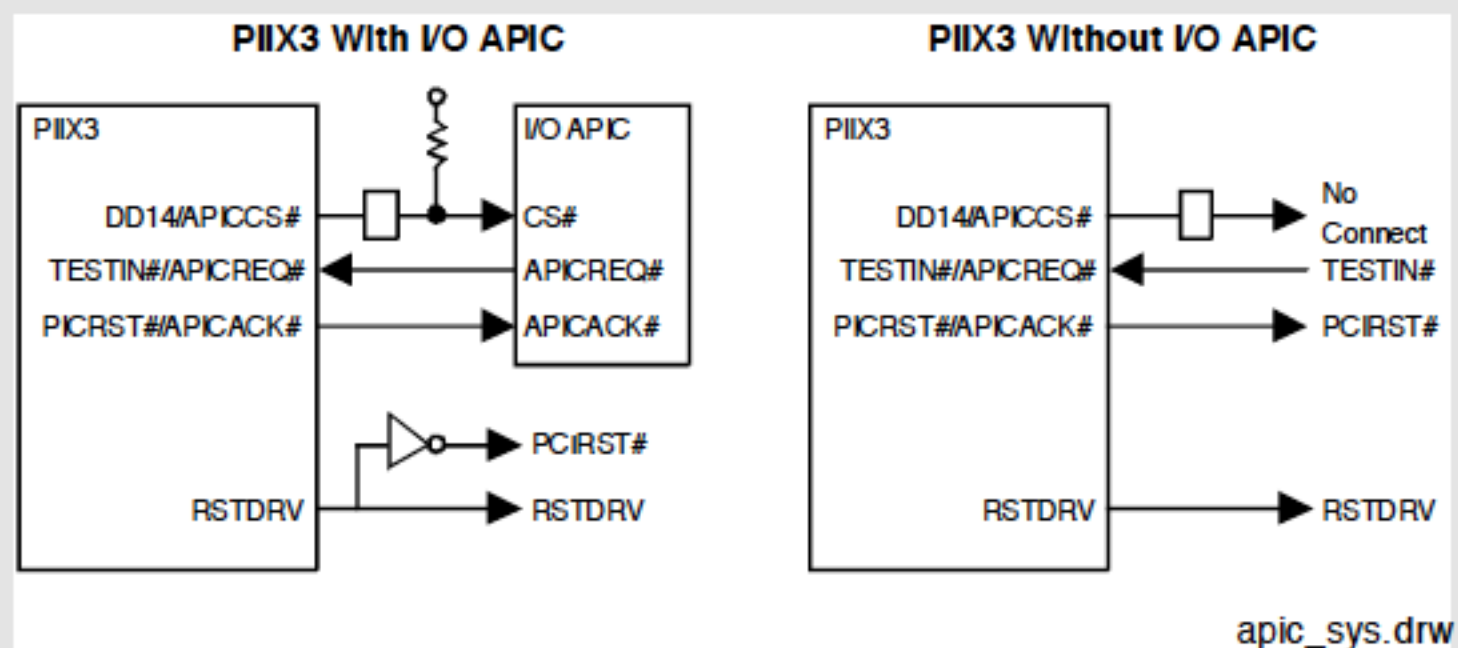 PIIX3 With I/O APIC
PIIX3
I/O APIC
DD14/APICCS#
CS#
TESTIN#/APICREQ#
APICREQ#
PICRST#/APICACK#
APICACK#
PCIRST#
RSTDRV
RSTDRV
PIIX3 Without I/O APIC
PIIX3
DD14/APICCS#
No
Connect
TESTIN#/APICREQ#
TESTIN#
PICRST#/APICACK#
PCIRST#
RSTDRV
RSTDRV
apic_sys.drw